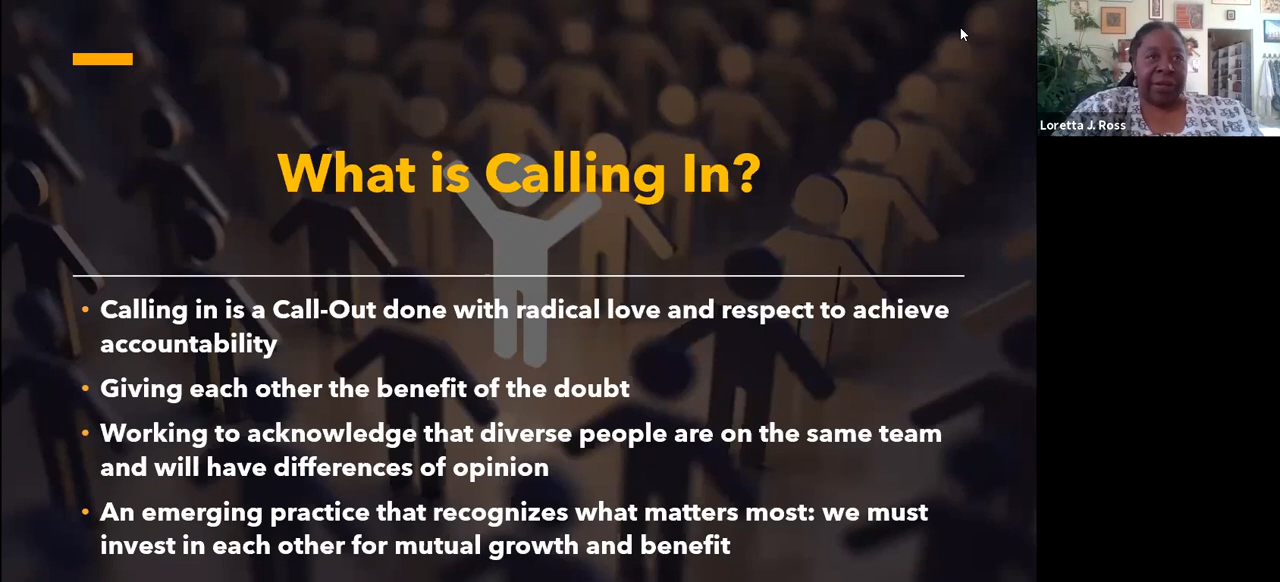 What is Calling In?
• Calling in is a Call-Out done with radical love and respect to achieve
accountability
• Giving each other the benefit of the doubt
• Working to acknowledge that diverse people are on the same team
and will have differences of opinion
• An emerging practice that recognizes what matters most: we must
invest in each other for mutual growth and benefit
Loretta J. Ross